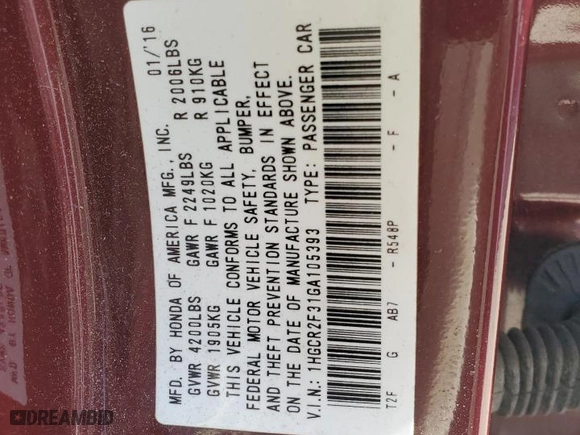 MFD. BY HONDA OF AMERICA MFG., INC. 01/'16
GVWR 4200LBS GAWR F 2249LBS R 2006LBS
GVWR 1905KG GAWR F 1020KG R 910KG
THIS VEHICLE CONFORMS TO ALL APPLICABLE
FEDERAL MOTOR VEHICLE SAFETY, BUMPER,
AND THEFT PREVENTION STANDARDS IN EFFECT
ON THE DATE OF MANUFACTURE SHOWN ABOVE.
V.I.N.: 1HGCR2F31GA105393 TYPE: PASSENGER CAR
T2F G AB7 - R548P - F - A
DREAMBID